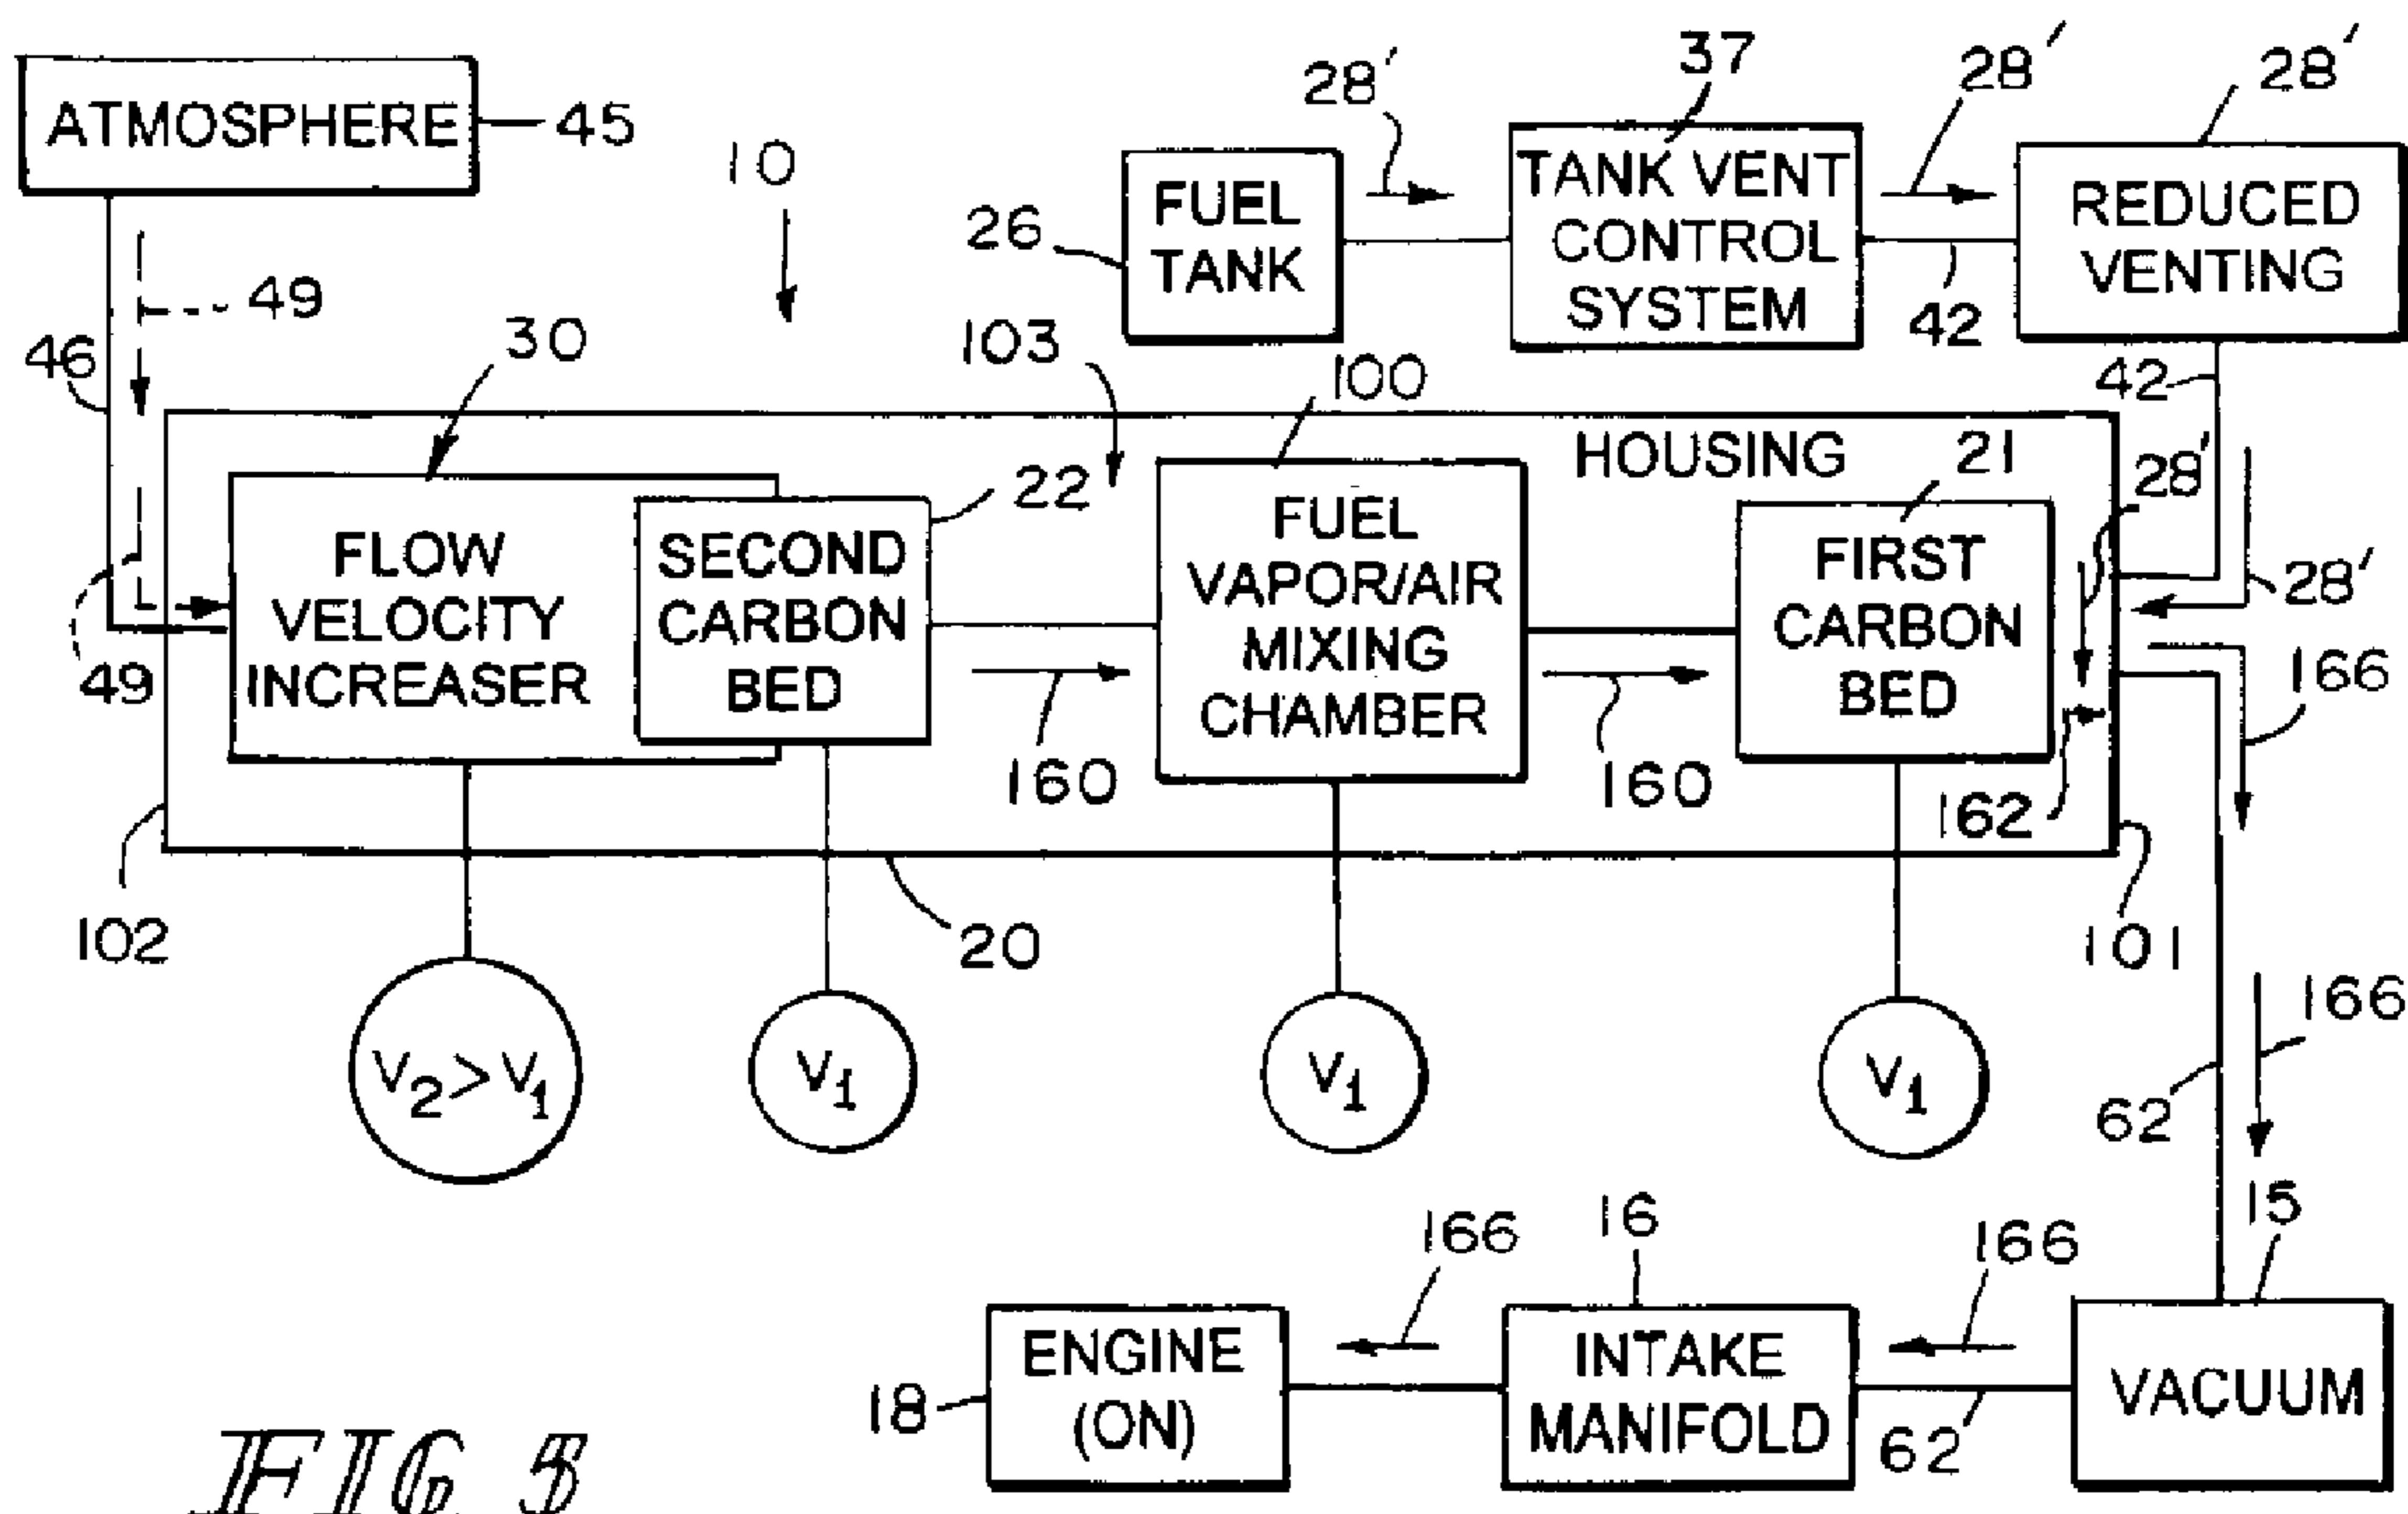 ATMOSPHERE
45
10
28'
37
28'
28'
FUEL
TANK
26
TANK VENT
CONTROL
SYSTEM
42
REDUCED
VENTING
49
46
30
103
100
42
HOUSING
21
28'
22
FLOW
VELOCITY
INCREASER
SECOND
CARBON
BED
FUEL
VAPOR/AIR
MIXING
CHAMBER
FIRST
CARBON
BED
28'
49
166
160
160
162
102
20
101
V2>V1
V1
V1
V1
166
62
15
166
16
166
ENGINE
(ON)
18
INTAKE
MANIFOLD
62
VACUUM
FIG. 5